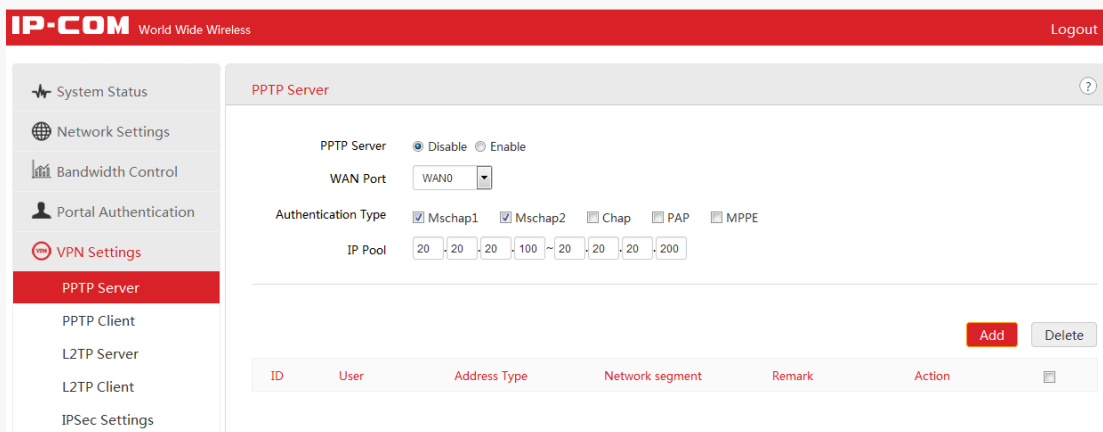 IP-COM World Wide Wireless
Logout
System Status
Network Settings
Bandwidth Control
Portal Authentication
VPN VPN Settings
PPTP Server
PPTP Client
L2TP Server
L2TP Client
IPSec Settings
PPTP Server ?
PPTP Server Disable Enable
WAN Port WAN0
Authentication Type Mschap1 Mschap2 Chap PAP MPPE
IP Pool 20 . 20 . 20 . 100 ~ 20 . 20 . 20 . 200
Add Delete
ID User Address Type Network segment Remark Action